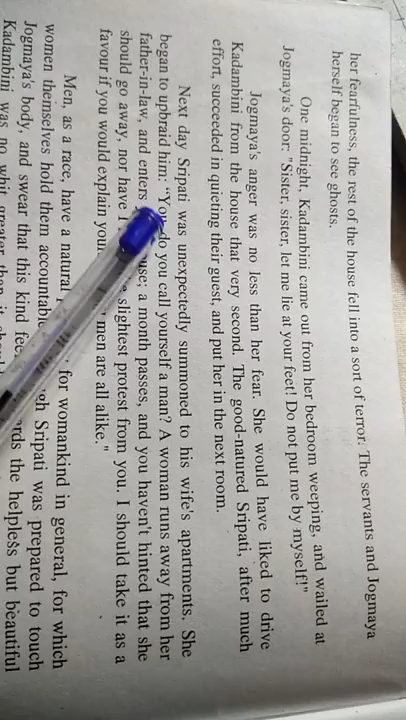 her fearfulness, the rest of the house fell into a sort of terror. The servants and Jogmaya
herself began to see ghosts.
One midnight, Kadambini came out from her bedroom weeping, and wailed at
Jogmaya's door: "Sister, sister, let me lie at your feet! Do not put me by myself!"
Jogmaya's anger was no less than her fear. She would have liked to drive
Kadambini from the house that very second. The good-natured Sripati, after much
effort, succeeded in quieting their guest, and put her in the next room.
Next day Sripati was unexpectedly summoned to his wife's apartments. She
began to upbraid him: "You, do you call yourself a man? A woman runs away from her
father-in-law, and enters use; a month passes, and you haven't hinted that she
should go away, nor have I slightest protest from you. I should take it as a
favour if you would explain men are all alike."
Men, as a race, have a natural for womankind in general, for which
women themselves hold them accountable Sripati was prepared to touch
Jogmaya's body, and swear that this kind the helpless but beautiful
Kadambini was no whit greater than it